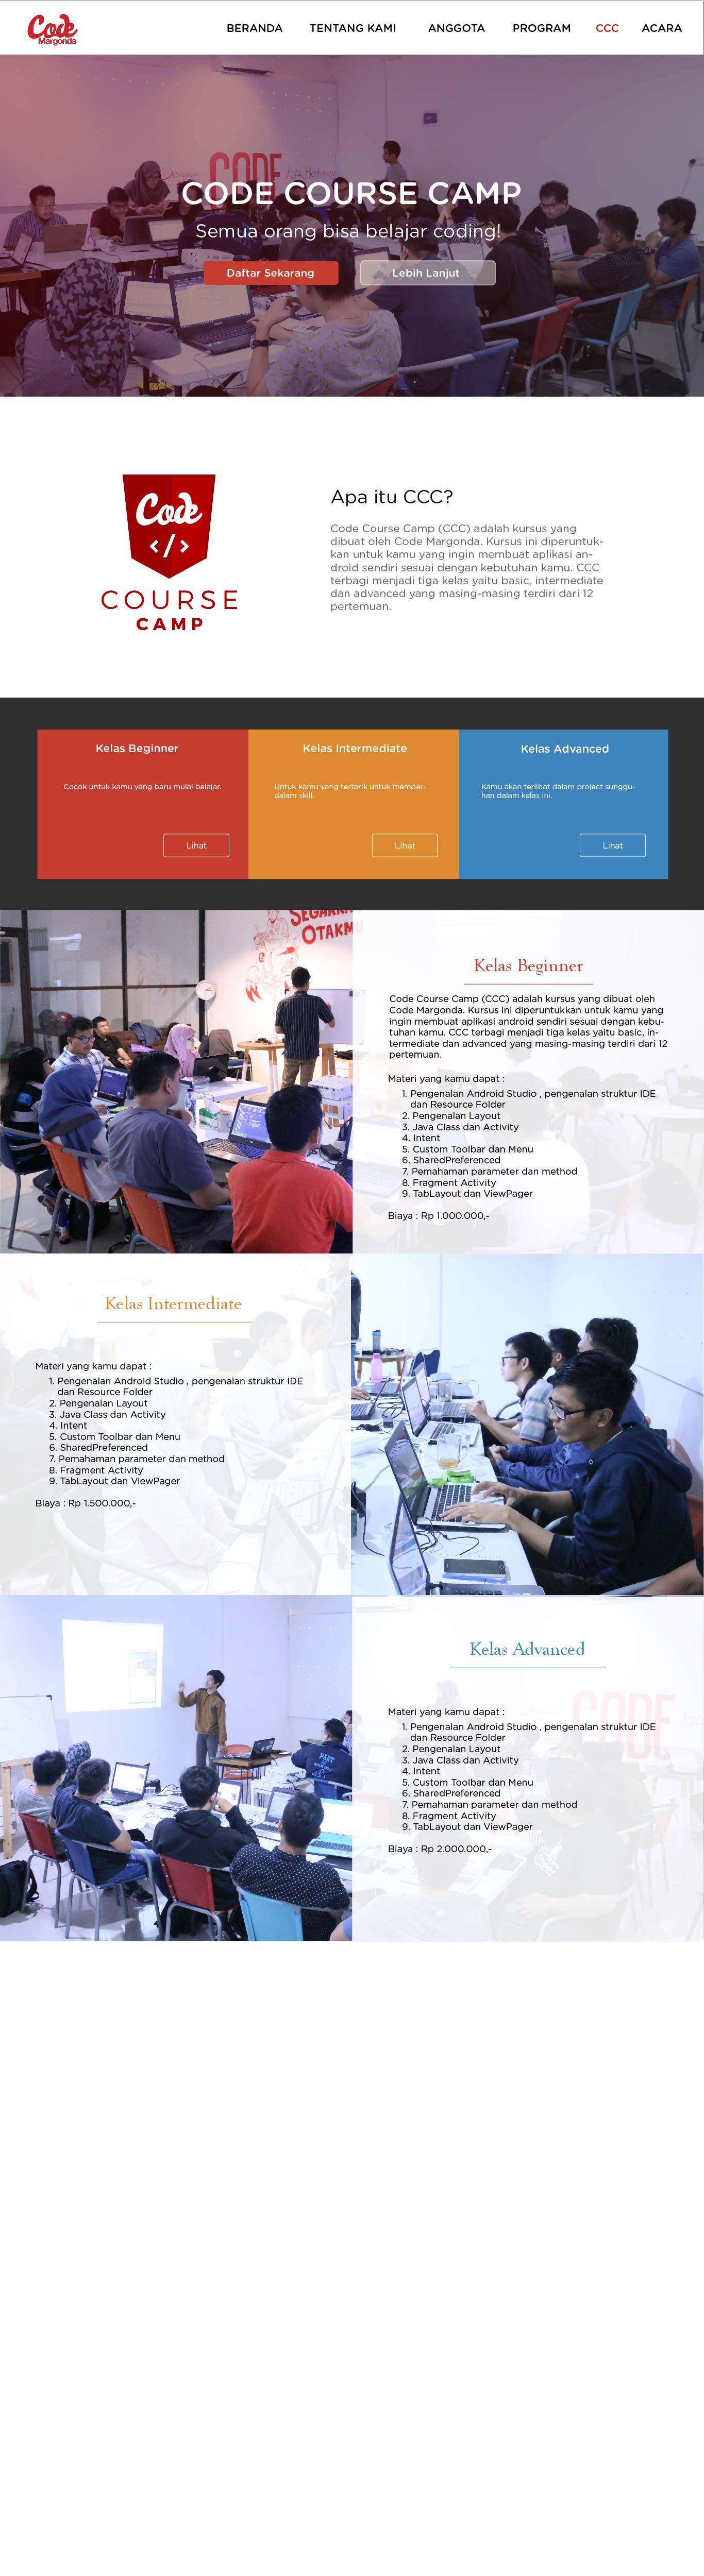 Code
Margonda
BERANDA TENTANG KAMI ANGGOTA PROGRAM CCC ACARA
CODE
CODE COURSE CAMP
Semua orang bisa belajar coding!
Daftar Sekarang Lebih Lanjut
Code
</>
COURSE
CAMP
Apa itu CCC?
Code Course Camp (CCC) adalah kursus yang
dibuat oleh Code Margonda. Kursus ini diperuntuk-
kan untuk kamu yang ingin membuat aplikasi an-
droid sendiri sesuai dengan kebutuhan kamu. CCC
terbagi menjadi tiga kelas yaitu basic, intermediate
dan advanced yang masing-masing terdiri dari 12
pertemuan.
Kelas Beginner
Cocok untuk kamu yang baru mulai belajar.
Lihat
Kelas Intermediate
Untuk kamu yang tertarik untuk memper-
dalam skill.
Lihat
Kelas Advanced
Kamu akan terlibat dalam project sunggu-
han dalam kelas ini.
Lihat
OTAKMU
Kelas Beginner
Code Course Camp (CCC) adalah kursus yang dibuat oleh
Code Margonda. Kursus ini diperuntukkan untuk kamu yang
ingin membuat aplikasi android sendiri sesuai dengan kebu-
tuhan kamu. CCC terbagi menjadi tiga kelas yaitu basic, in-
termediate dan advanced yang masing-masing terdiri dari 12
pertemuan.
Materi yang kamu dapat :
1. Pengenalan Android Studio , pengenalan struktur IDE
dan Resource Folder
2. Pengenalan Layout
3. Java Class dan Activity
4. Intent
5. Custom Toolbar dan Menu
6. SharedPreferenced
7. Pemahaman parameter dan method
8. Fragment Activity
9. TabLayout dan ViewPager
Biaya : Rp 1.000.000,-
Kelas Intermediate
Materi yang kamu dapat :
1. Pengenalan Android Studio , pengenalan struktur IDE
dan Resource Folder
2. Pengenalan Layout
3. Java Class dan Activity
4. Intent
5. Custom Toolbar dan Menu
6. SharedPreferenced
7. Pemahaman parameter dan method
8. Fragment Activity
9. TabLayout dan ViewPager
Biaya : Rp 1.500.000,-
Kelas Advanced
CODE
Materi yang kamu dapat :
1. Pengenalan Android Studio , pengenalan struktur IDE
dan Resource Folder
2. Pengenalan Layout
3. Java Class dan Activity
4. Intent
5. Custom Toolbar dan Menu
6. SharedPreferenced
7. Pemahaman parameter dan method
8. Fragment Activity
9. TabLayout dan ViewPager
Biaya : Rp 2.000.000,-